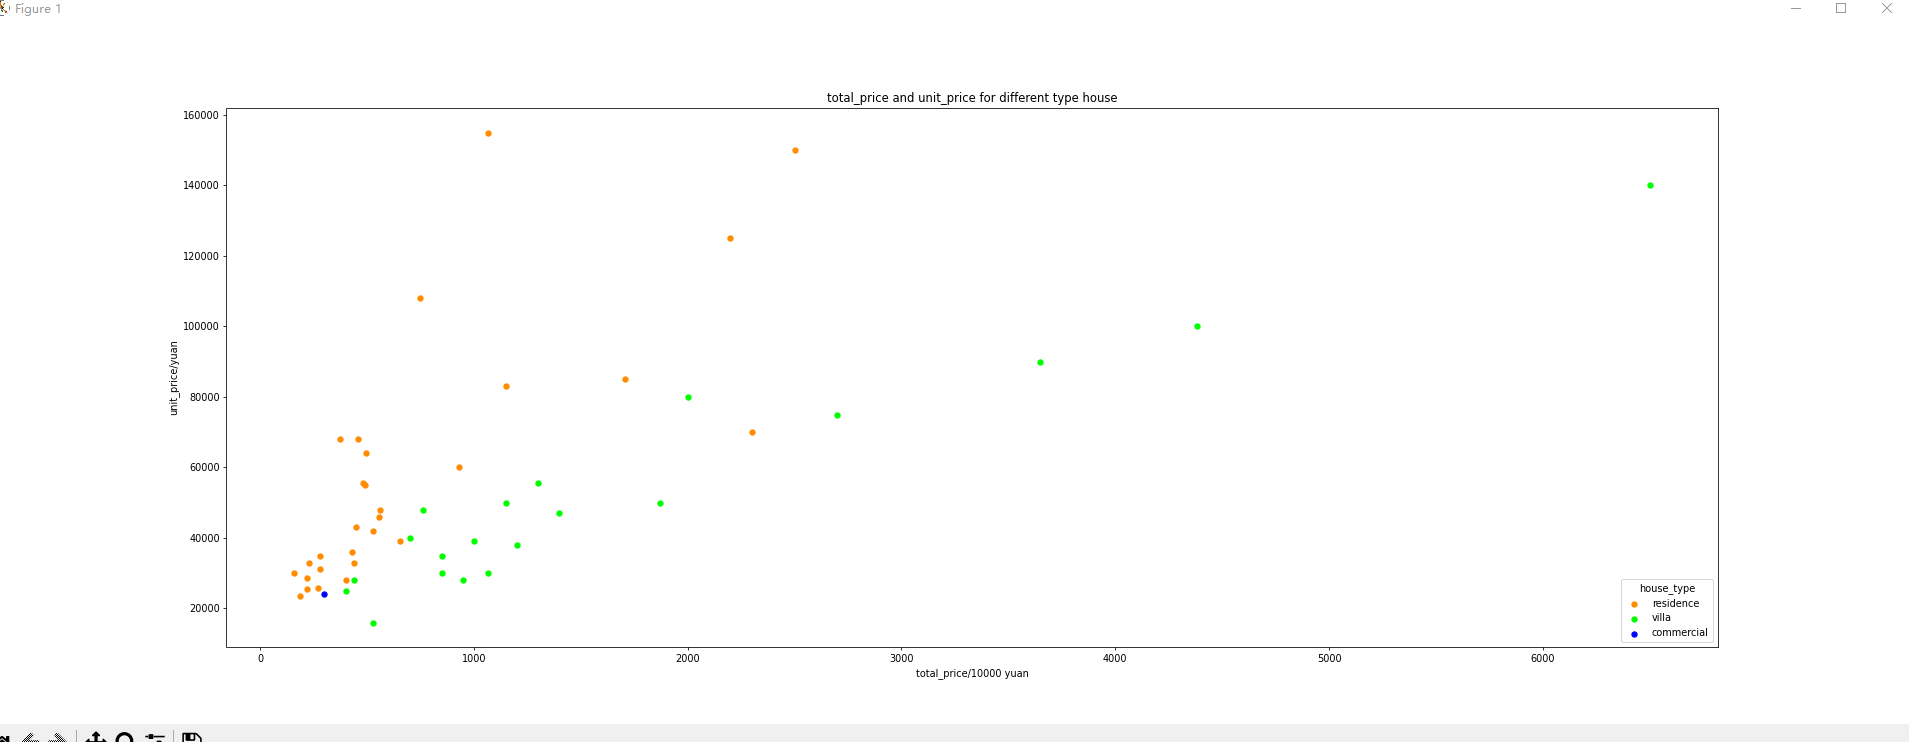 Figure 1
total_price and unit_price for different type house
160000
140000
120000
100000
80000
60000
40000
20000
unit_price/yuan
0 1000 2000 3000 4000 5000 6000
total_price/10000 yuan
house_type
residence
villa
commercial